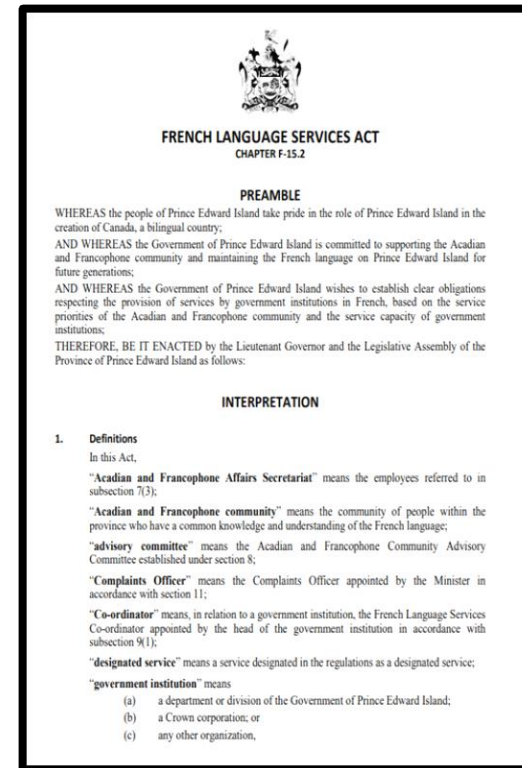 FRENCH LANGUAGE SERVICES ACT
CHAPTER F-15.2
PREAMBLE
WHEREAS the people of Prince Edward Island take pride in the role of Prince Edward Island in the
creation of Canada, a bilingual country;
AND WHEREAS the Government of Prince Edward Island is committed to supporting the Acadian
and Francophone community and maintaining the French language on Prince Edward Island for
future generations;
AND WHEREAS the Government of Prince Edward Island wishes to establish clear obligations
respecting the provision of services by government institutions in French, based on the service
priorities of the Acadian and Francophone community and the service capacity of government
institutions;
THEREFORE, BE IT ENACTED by the Lieutenant Governor and the Legislative Assembly of the
Province of Prince Edward Island as follows:
INTERPRETATION
1. Definitions
In this Act,
“Acadian and Francophone Affairs Secretariat” means the employees referred to in
subsection 7(3);
“Acadian and Francophone community” means the community of people within the
province who have a common knowledge and understanding of the French language;
“advisory committee” means the Acadian and Francophone Community Advisory
Committee established under section 8;
“Complaints Officer” means the Complaints Officer appointed by the Minister in
accordance with section 11;
“Co-ordinator” means, in relation to a government institution, the French Language Services
Co-ordinator appointed by the head of the government institution in accordance with
subsection 9(1);
“designated service” means a service designated in the regulations as a designated service;
“government institution” means
(a) a department or division of the Government of Prince Edward Island;
(b) a Crown corporation; or
(c) any other organization,